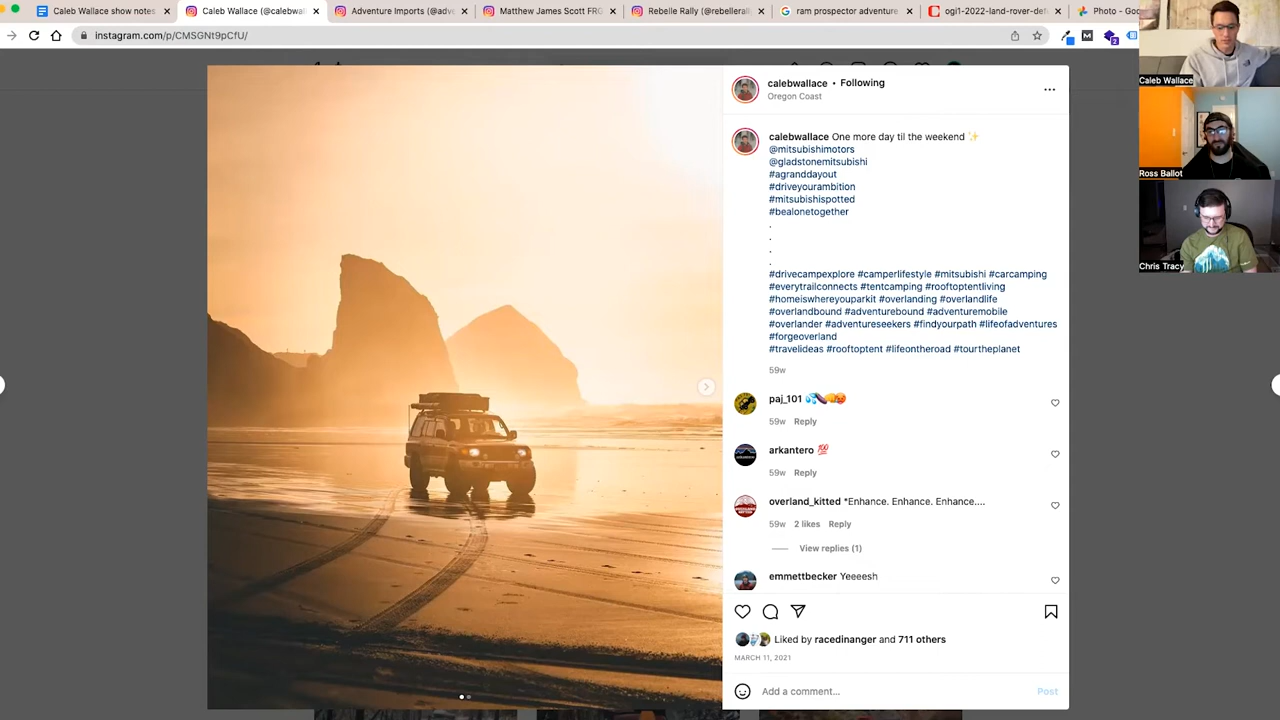 Caleb Wallace show notes
Caleb Wallace (@calebwal
Adventure Imports (@adv
Matthew James Scott FRG
Rebelle Rally (@rebellera
ram prospector adventure
ogi1-2022-land-rover-def
Photo - Goo
instagram.com/p/CMSGNt9pCfU/
calebwallace • Following
Oregon Coast
calebwallace One more day til the weekend ✨
@mitsubishimotors
@gladstonemitsubishi
#agranddayout
#driveyourambition
#mitsubishispotted
#bealonetogether
.
.
.
.
#drivecampexplore #camperlifestyle #mitsubishi #carcamping
#everytrailconnects #tentcamping #rooftoptentliving
#homeiswhereyouparkit #overlanding #overlandlife
#overlandbound #adventurebound #adventuremobile
#overlander #adventureseekers #findyourpath #lifeofadventures
#forgeoverland
#travelideas #rooftoptent #lifeontheroad #tourtheplanet
59w
paj_101
59w Reply
arkantero 💯
59w Reply
overland_kitted *Enhance. Enhance. Enhance....
59w 2 likes Reply
View replies (1)
emmettbecker Yeeeesh
Liked by racedinanger and 711 others
MARCH 11, 2021
Add a comment...
Post
Caleb Wallace
Ross Ballot
Chris Tracy